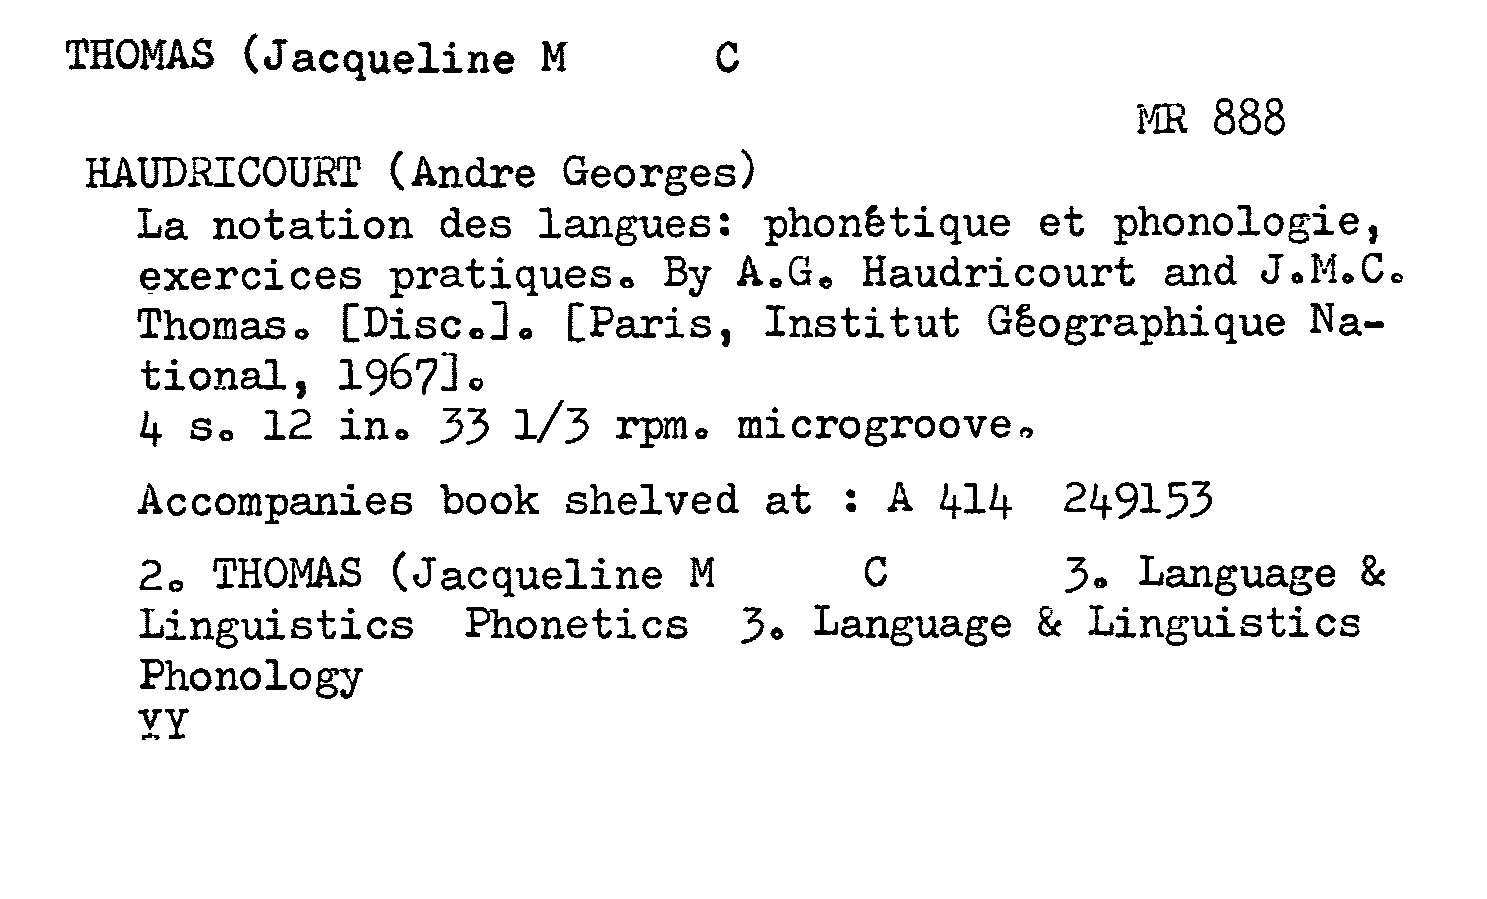 THOMAS (Jacqueline M      C
MR 888
HAUDRICOURT (Andre Georges)
La notation des langues: phonétique et phonologie,
exercices pratiques. By A.G. Haudricourt and J.M.C.
Thomas. [Disc.]. [Paris, Institut Géographique Na-
tional, 1967].
4 s. 12 in. 33 1/3 rpm. microgroove.
Accompanies book shelved at : A 414  249153
2. THOMAS (Jacqueline M      C       3. Language &
Linguistics  Phonetics  3. Language & Linguistics
Phonology
YY